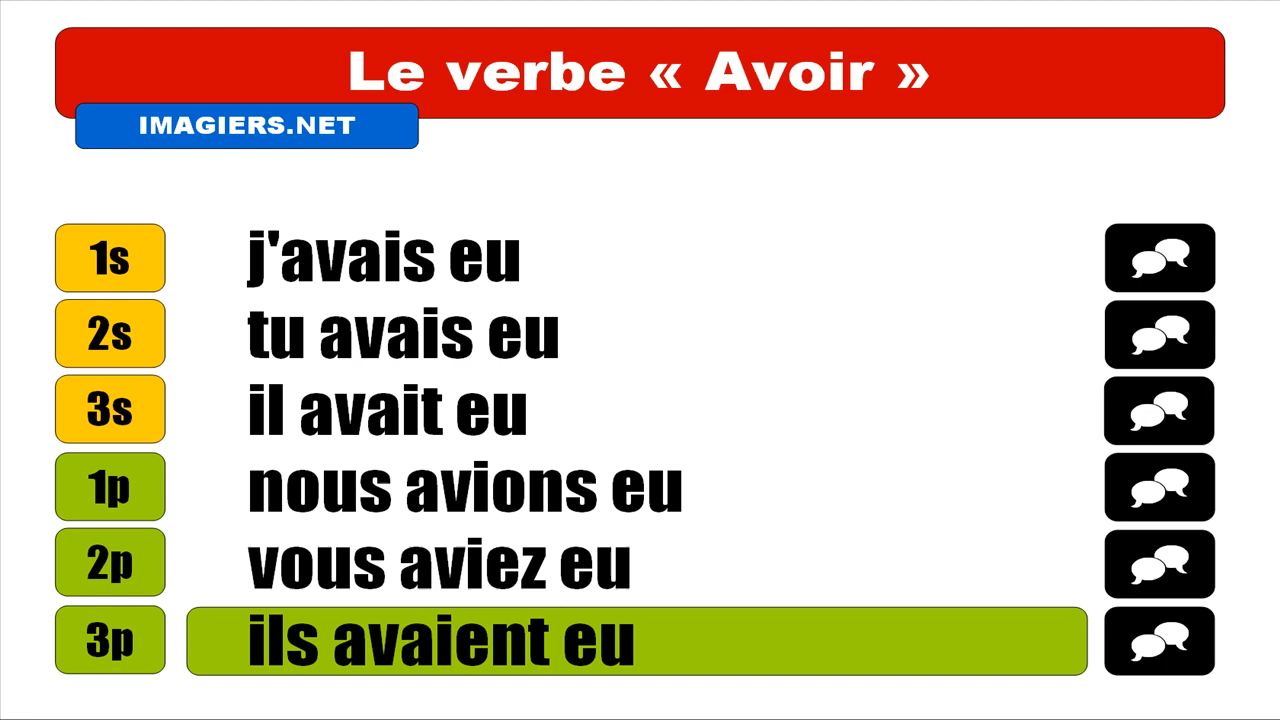 Le verbe « Avoir »
IMAGIERS.NET
1s j'avais eu
2s tu avais eu
3s il avait eu
1p nous avions eu
2p vous aviez eu
3p ils avaient eu